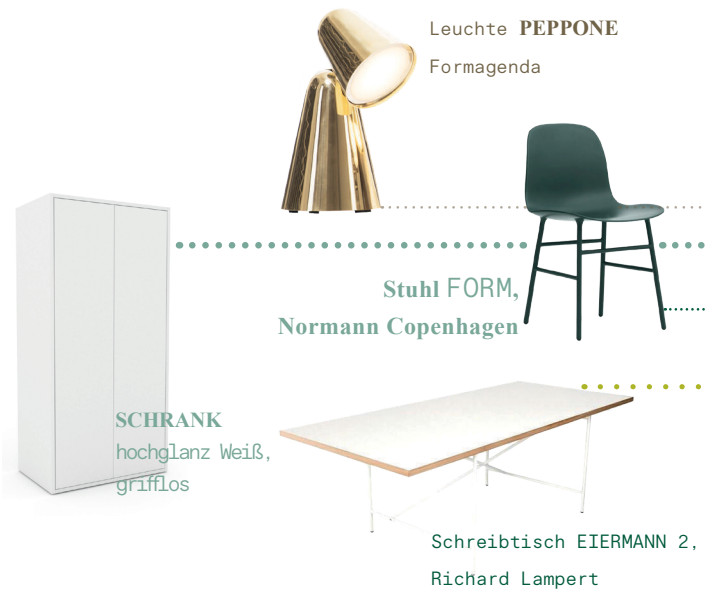 Leuchte PEPPONE
Formagenda
Stuhl FORM,
Normann Copenhagen
SCHRANK
hochglanz Weiß,
grifflos
Schreibtisch EIERMANN 2,
Richard Lampert